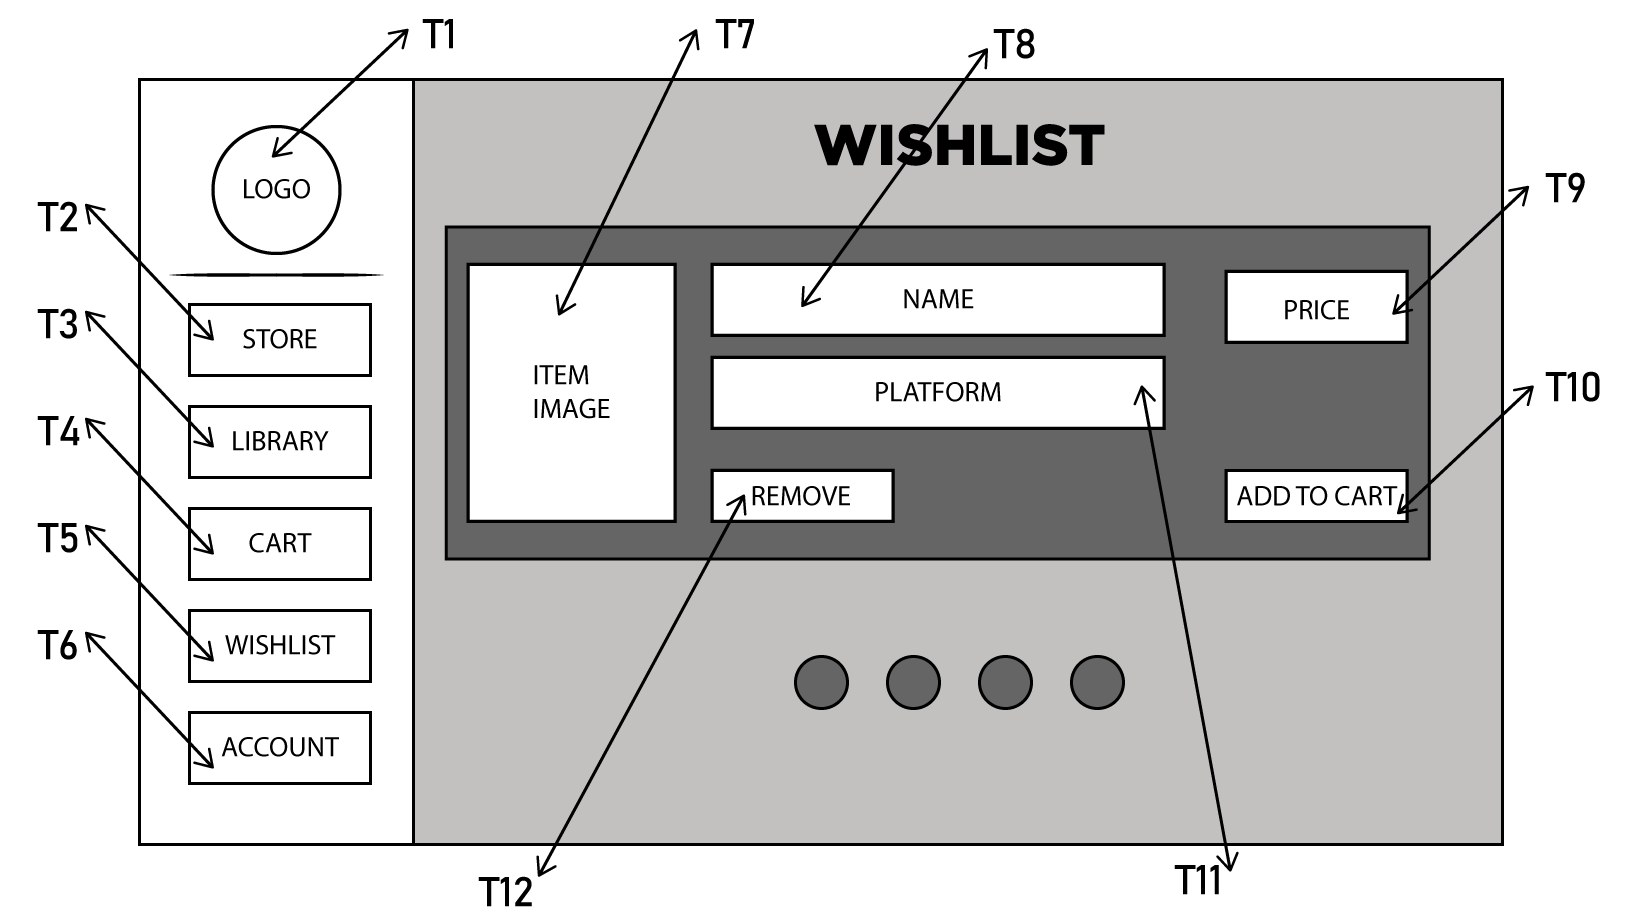 T1
T7
T8
WISHLIST
LOGO
T9
T2
NAME
PRICE
T3
STORE
ITEM
IMAGE
PLATFORM
T10
T4
LIBRARY
REMOVE
ADD TO CART
T5
CART
T6
WISHLIST
ACCOUNT
T12
T11